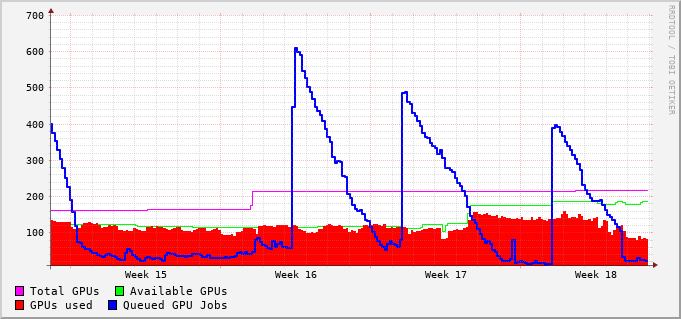 700
600
500
400
300
200
100
Week 15 Week 16 Week 17 Week 18
Total GPUs Available GPUs
GPUs used Queued GPU Jobs
RRDTOOL / TOBI OETIKER